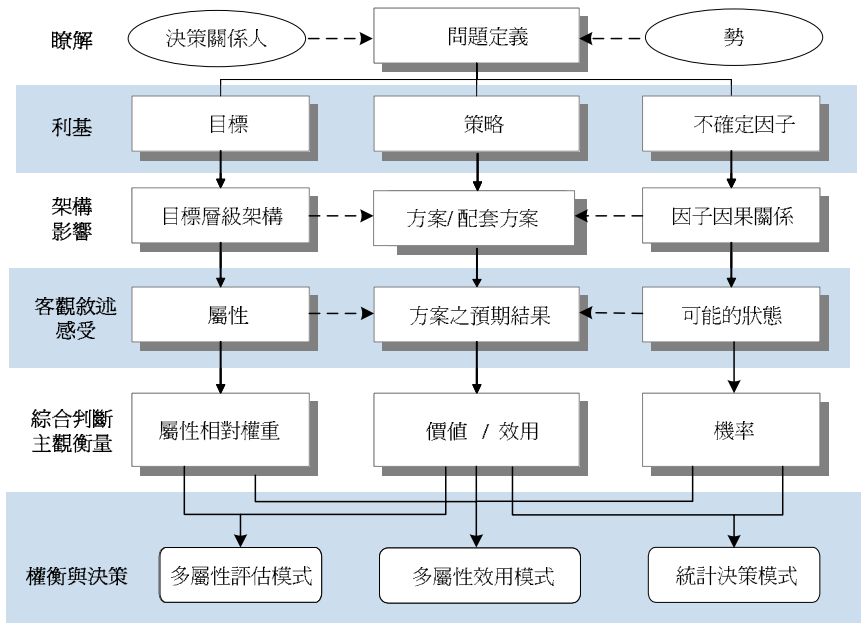 瞭解
決策關係人
問題定義
勢
利基
目標
策略
不確定因子
架構
影響
目標層級架構
方案/ 配套方案
因子因果關係
客觀敘述
感受
屬性
方案之預期結果
可能的狀態
綜合判斷
主觀衡量
屬性相對權重
價值 / 效用
機率
權衡與決策
多屬性評估模式
多屬性效用模式
統計決策模式